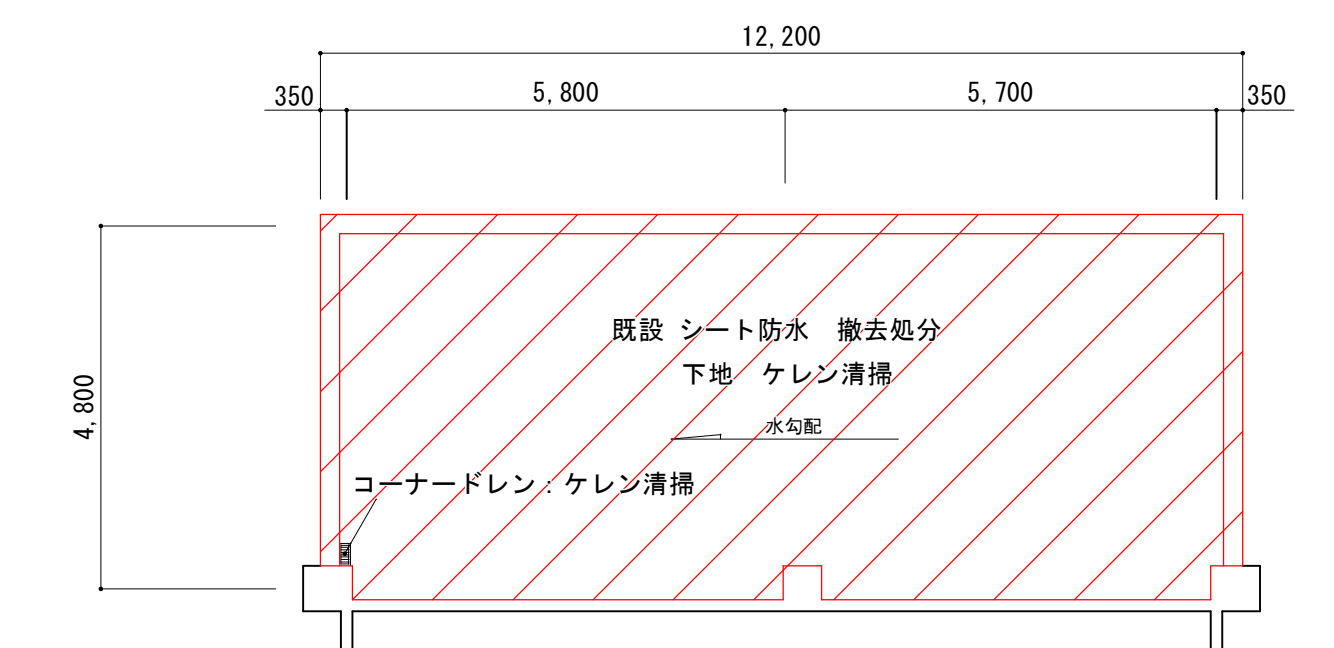 12,200
350
5,800
5,700
350
4,800
既設 シート防水 撤去処分
下地 ケレン清掃
水勾配
コーナードレン：ケレン清掃